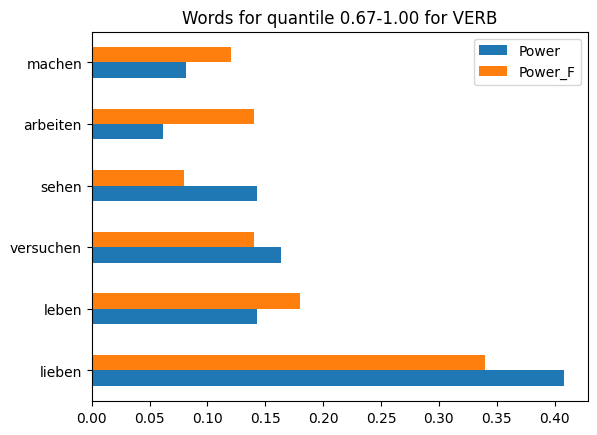 Words for quantile 0.67-1.00 for VERB
Power
Power_F
machen
arbeiten
sehen
versuchen
leben
lieben
0.00 0.05 0.10 0.15 0.20 0.25 0.30 0.35 0.40